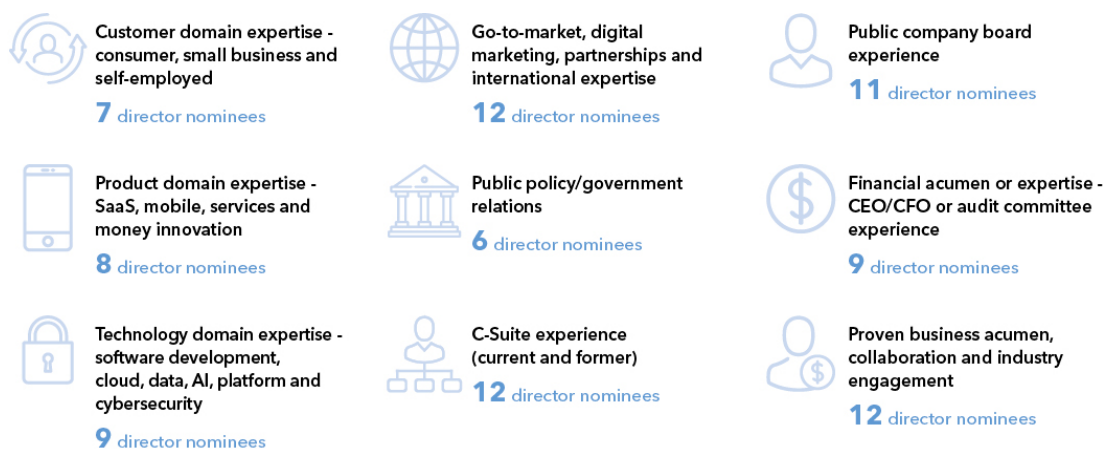 Customer domain expertise -
consumer, small business and
self-employed
7 director nominees
Go-to-market, digital
marketing, partnerships and
international expertise
12 director nominees
Public company board
experience
11 director nominees
Product domain expertise -
SaaS, mobile, services and
money innovation
8 director nominees
Public policy/government
relations
6 director nominees
Financial acumen or expertise -
CEO/CFO or audit committee
experience
9 director nominees
Technology domain expertise -
software development,
cloud, data, AI, platform and
cybersecurity
9 director nominees
C-Suite experience
(current and former)
12 director nominees
Proven business acumen,
collaboration and industry
engagement
12 director nominees